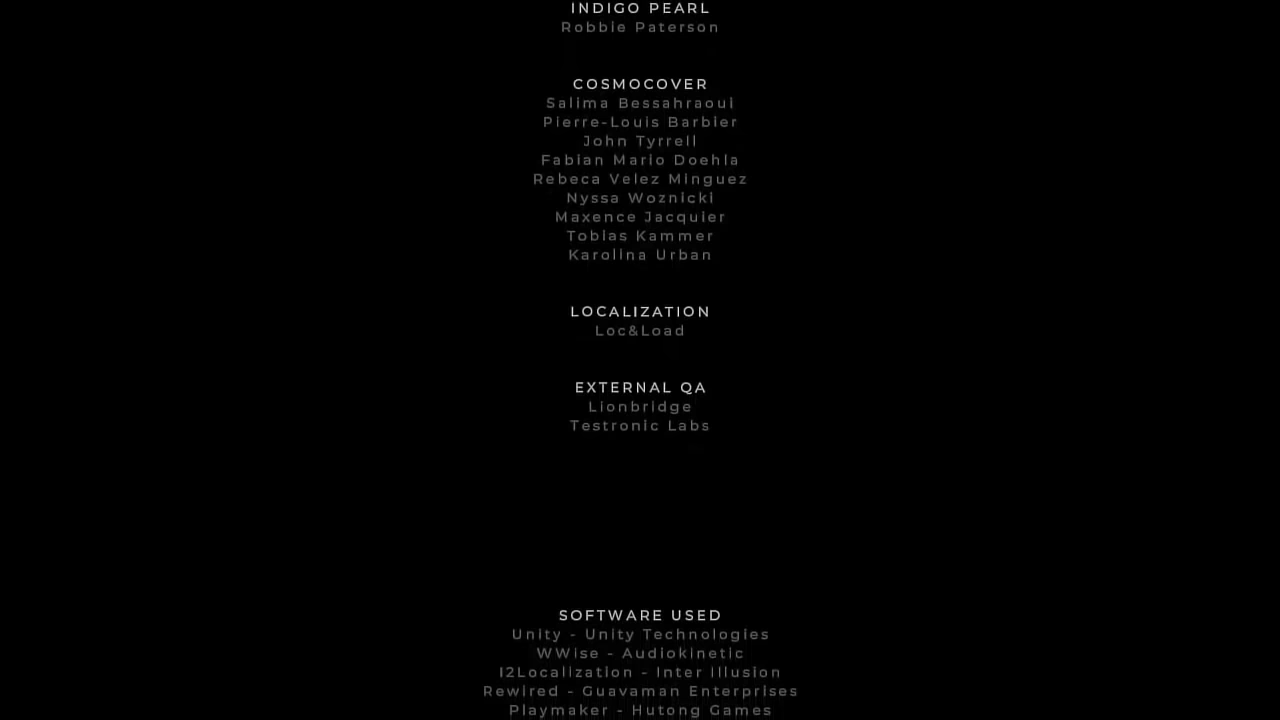 INDIGO PEARL
Robbie Paterson
COSMOCOVER
Salima Bessahraoui
Pierre-Louis Barbier
John Tyrrell
Fabian Mario Doehla
Rebeca Velez Minguez
Nyssa Woznicki
Maxence Jacquier
Tobias Kammer
Karolina Urban
LOCALIZATION
Loc&Load
EXTERNAL QA
Lionbridge
Testronic Labs
SOFTWARE USED
Unity - Unity Technologies
WWise - Audiokinetic
I2Localization - Inter Illusion
Rewired - Guavaman Enterprises
Playmaker - Hutong Games